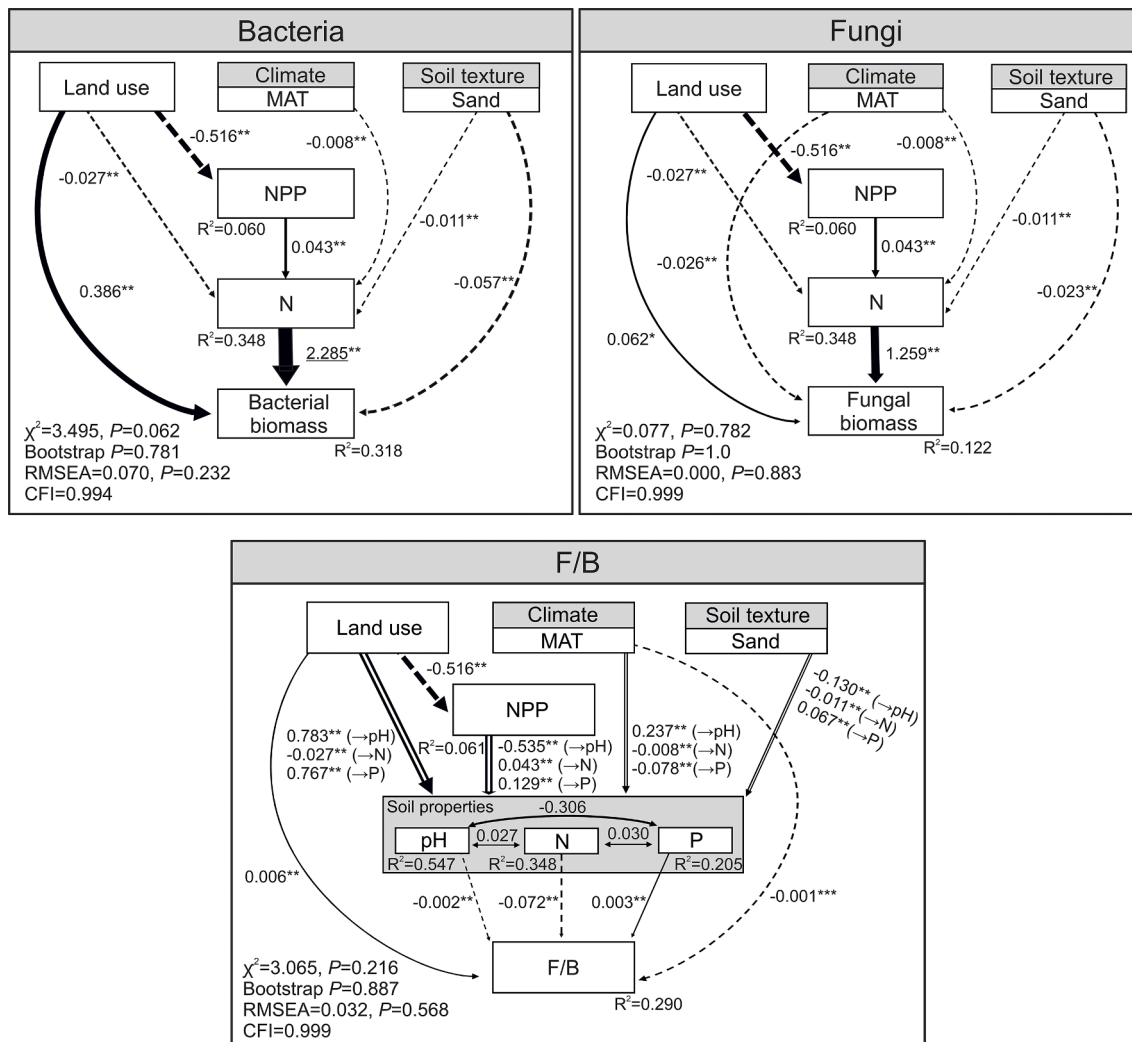 Bacteria
Land use
Climate
MAT
Soil texture
Sand
-0.516**
-0.008**
-0.027**
NPP
R²=0.060
0.043**
-0.011**
0.386**
-0.057**
N
R²=0.348
2.285**
Bacterial
biomass
R²=0.318
χ²=3.495, P=0.062
Bootstrap P=0.781
RMSEA=0.070, P=0.232
CFI=0.994
Fungi
Land use
Climate
MAT
Soil texture
Sand
-0.516**
-0.008**
-0.027**
NPP
R²=0.060
0.043**
-0.011**
-0.026**
-0.023**
N
R²=0.348
0.062*
1.259**
Fungal
biomass
R²=0.122
χ²=0.077, P=0.782
Bootstrap P=1.0
RMSEA=0.000, P=0.883
CFI=0.999
F/B
Land use
Climate
MAT
Soil texture
Sand
-0.516**
NPP
R²=0.061
0.783** (→pH)
-0.027** (→N)
0.767** (→P)
-0.535** (→pH)
0.043** (→N)
0.129** (→P)
0.237** (→pH)
-0.008** (→N)
-0.078** (→P)
-0.130** (→pH)
-0.011** (→N)
0.067** (→P)
Soil properties
-0.306
pH
0.027
N
0.030
P
R²=0.547
R²=0.348
R²=0.205
0.006**
-0.002**
-0.072**
0.003**
-0.001***
F/B
R²=0.290
χ²=3.065, P=0.216
Bootstrap P=0.887
RMSEA=0.032, P=0.568
CFI=0.999